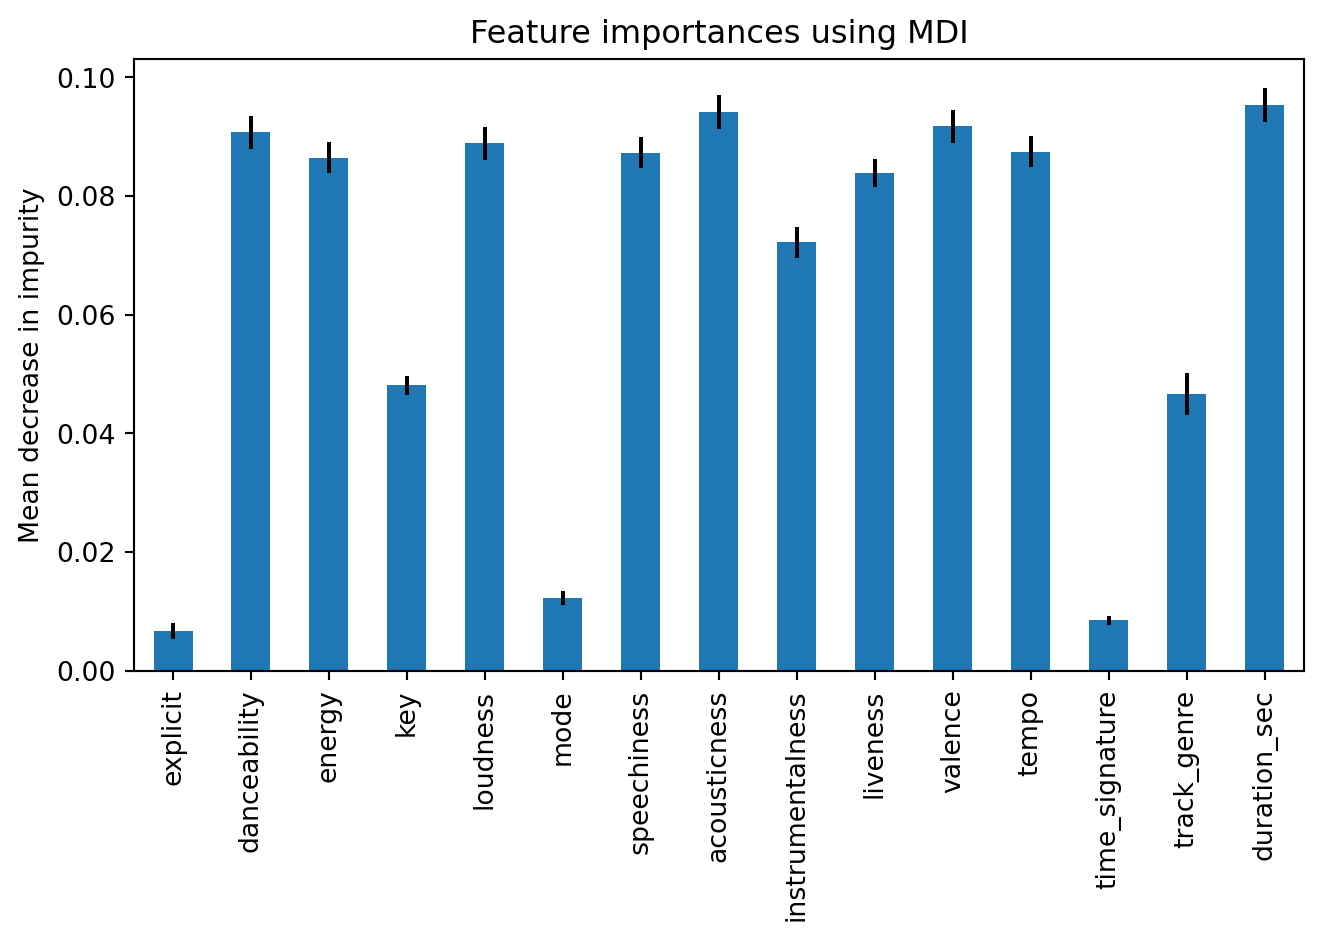 Feature importances using MDI
Mean decrease in impurity
0.10
0.08
0.06
0.04
0.02
0.00
explicit
danceability
energy
key
loudness
mode
speechiness
acousticness
instrumentalness
liveness
valence
tempo
time_signature
track_genre
duration_sec